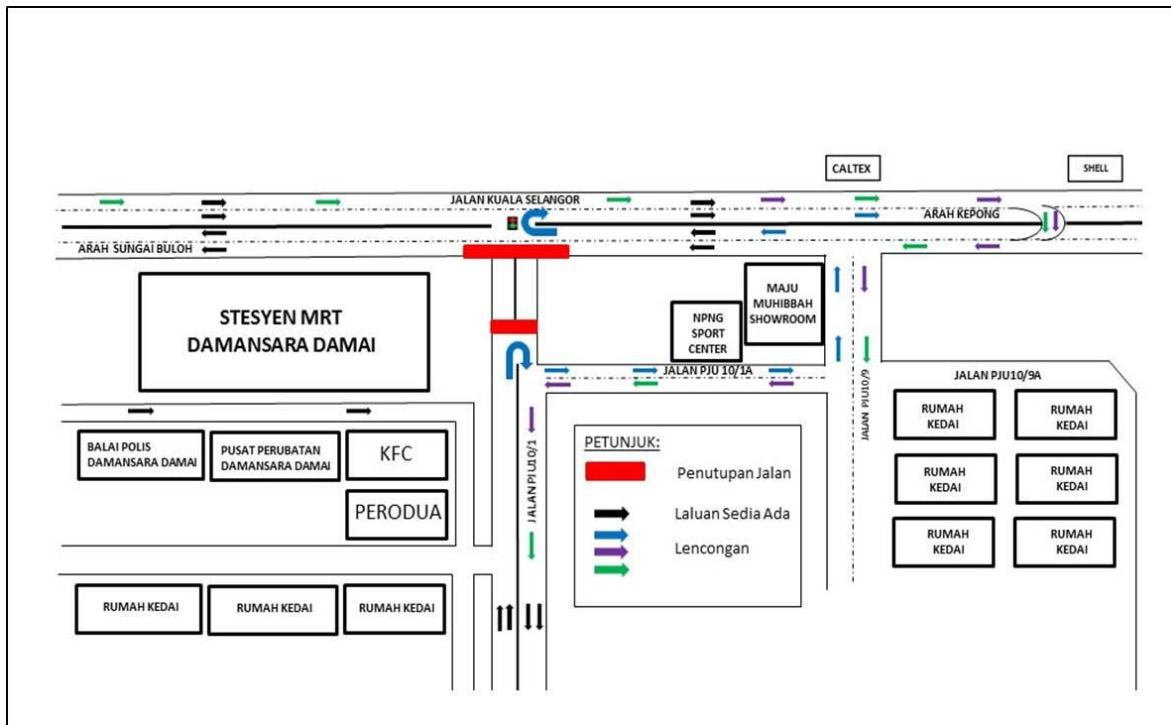 CALTEX
SHELL
JALAN KUALA SELANGOR
ARAH KEPONG
ARAH SUNGAI BULOH
STESYEN MRT
DAMANSARA DAMAI
NPNG
SPORT
CENTER
MAJU
MUHIBBAH
SHOWROOM
JALAN PJU 10/1A
JALAN PJU10/9
JALAN PJU10/9A
BALAI POLIS
DAMANSARA DAMAI
PUSAT PERUBATAN
DAMANSARA DAMAI
KFC
PERODUA
JALAN PJU10/1
PETUNJUK:
Penutupan Jalan
Laluan Sedia Ada
Lencongan
RUMAH
KEDAI
RUMAH
KEDAI
RUMAH
KEDAI
RUMAH
KEDAI
RUMAH
KEDAI
RUMAH
KEDAI
RUMAH KEDAI
RUMAH KEDAI
RUMAH KEDAI